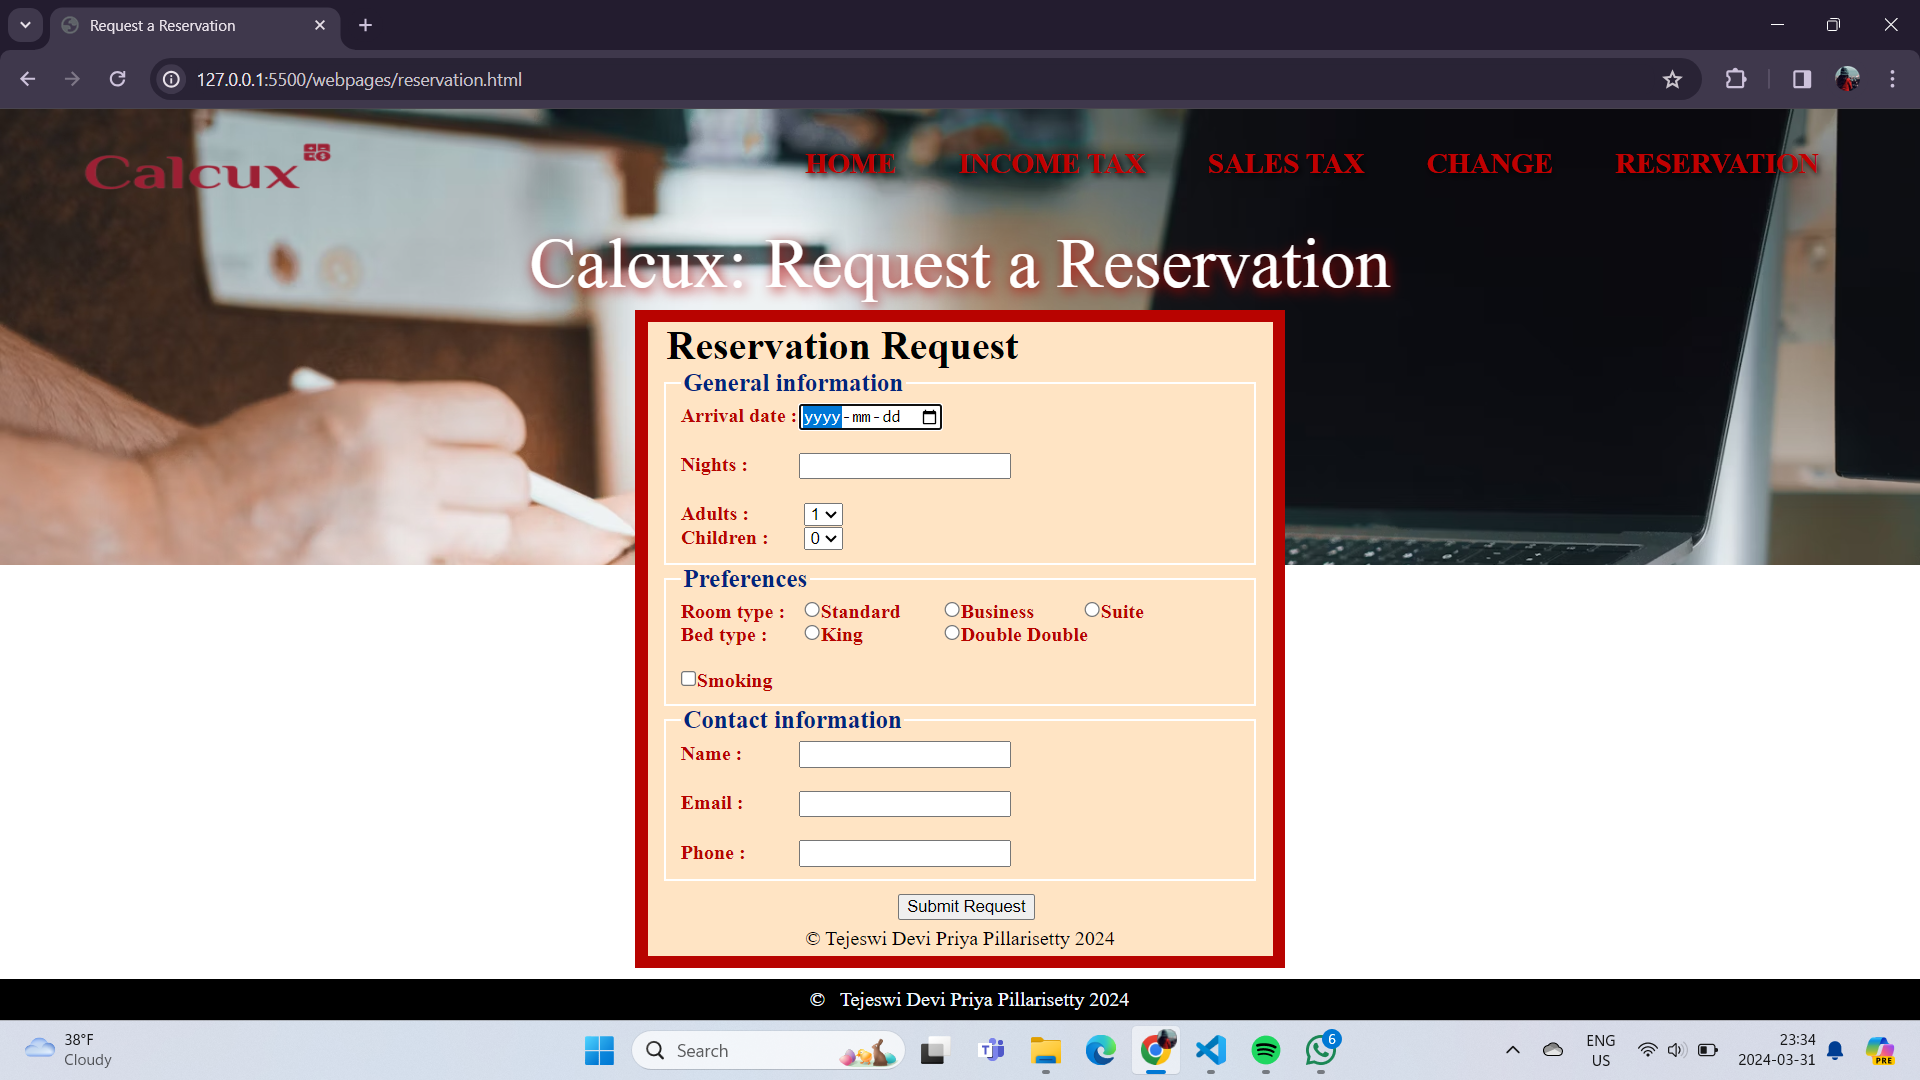 Request a Reservation
127.0.0.1:5500/webpages/reservation.html
Calcux
HOME INCOME TAX SALES TAX CHANGE RESERVATION
Calcux: Request a Reservation
Reservation Request
General information
Arrival date : yyyy-mm-dd
Nights :
Adults : 1
Children : 0
Preferences
Room type : Standard Business Suite
Bed type : King Double Double
Smoking
Contact information
Name :
Email :
Phone :
Submit Request
© Tejeswi Devi Priya Pillarisetty 2024
© Tejeswi Devi Priya Pillarisetty 2024
38°F
Cloudy
Search
6
ENG
US
23:34
2024-03-31
PRE